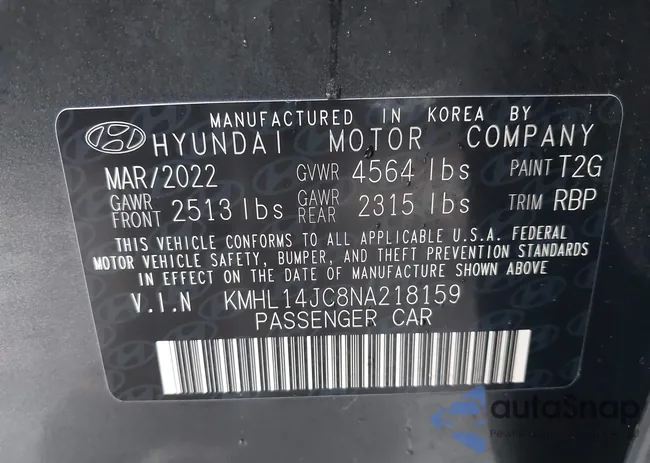 MANUFACTURED IN KOREA BY
HYUNDAI MOTOR COMPANY
MAR/2022 GVWR 4564 lbs PAINT T2G
GAWR FRONT 2513 lbs GAWR REAR 2315 lbs TRIM RBP
THIS VEHICLE CONFORMS TO ALL APPLICABLE U.S.A. FEDERAL
MOTOR VEHICLE SAFETY, BUMPER, AND THEFT PREVENTION STANDARDS
IN EFFECT ON THE DATE OF MANUFACTURE SHOWN ABOVE
V.I.N KMHL14JC8NA218159
PASSENGER CAR
autoSnap